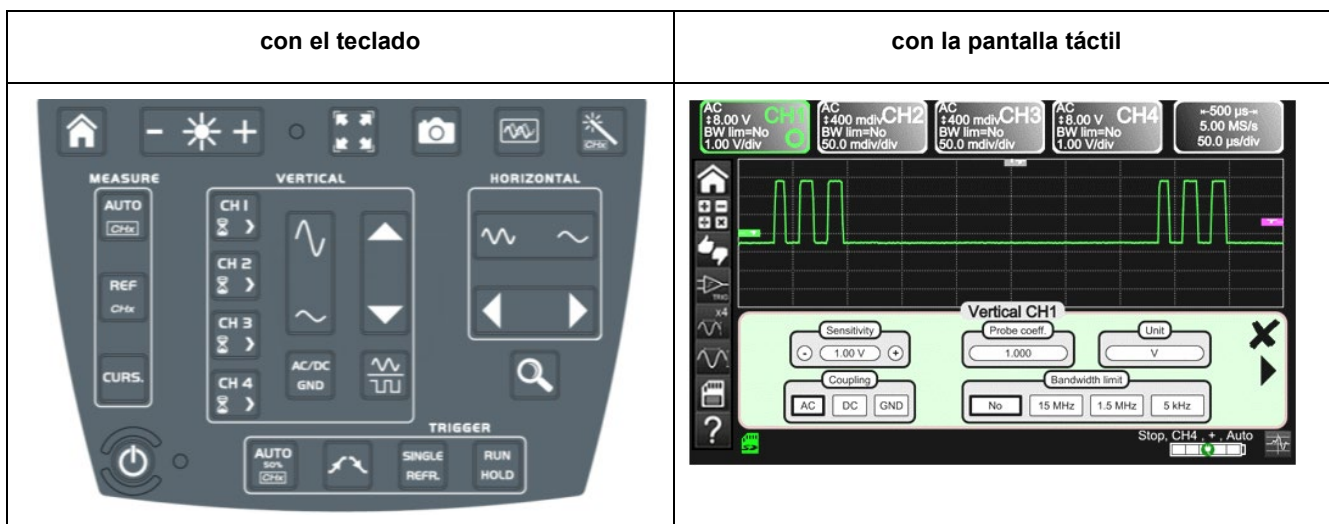 con el teclado
con la pantalla táctil
- +
CHx
MEASURE
VERTICAL
HORIZONTAL
AUTO
CHx
REF
CHx
CURS.
CH 1
CH 2
CH 3
CH 4
AC/DC
GND
TRIGGER
AUTO
50%
CHx
SINGLE
REFR.
RUN
HOLD
AC
CH1
8.00 V
BW lim=No
1.00 V/div
AC
CH2
400 mdiv
BW lim=No
50.0 mdiv/div
AC
CH3
400 mdiv
BW lim=No
50.0 mdiv/div
AC
CH4
8.00 V
BW lim=No
1.00 V/div
500 µs
5.00 MS/s
50.0 µs/div
TRIG
x4
?
Vertical CH1
Sensitivity
- 1.00 V +
Probe coeff.
1.000
Unit
V
Coupling
AC DC GND
Bandwidth limit
No 15 MHz 1.5 MHz 5 kHz
Stop, CH4 , + , Auto